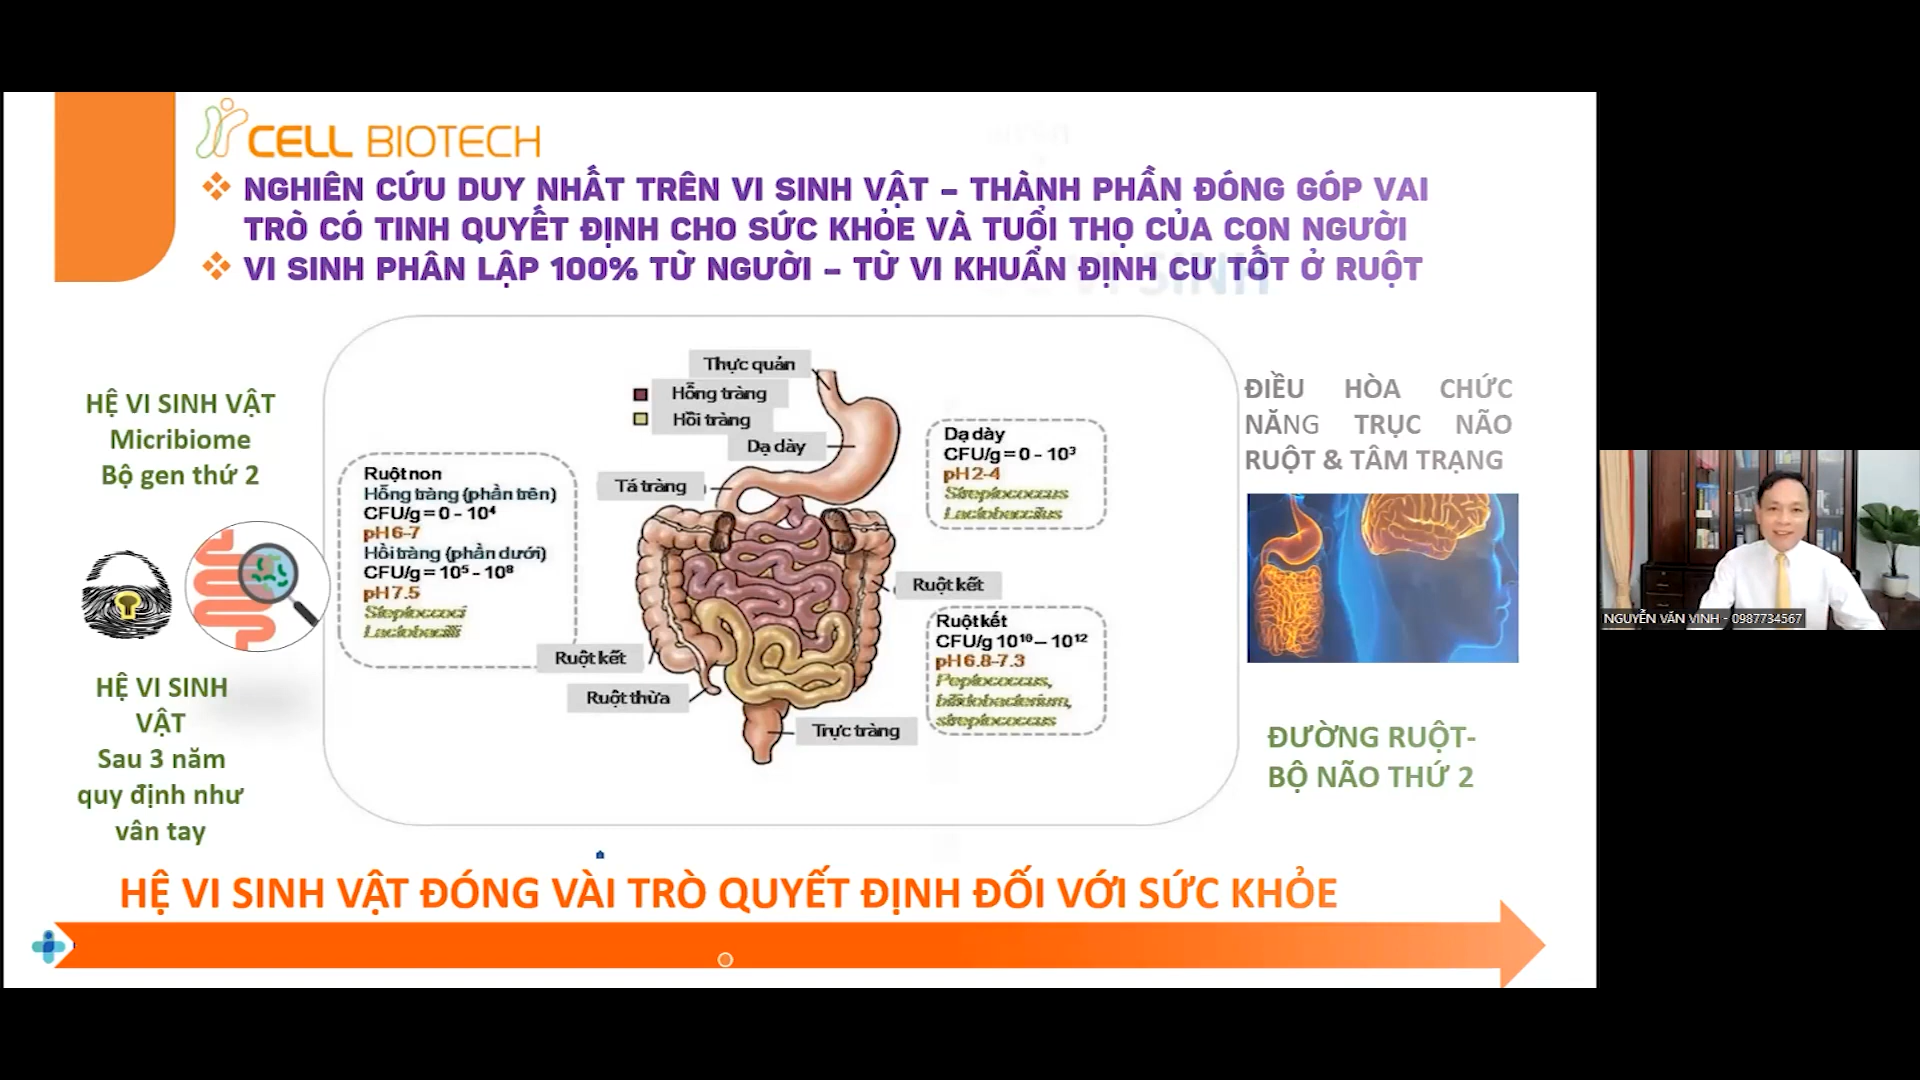 CELL BIOTECH
❖ NGHIÊN CỨU DUY NHẤT TRÊN VI SINH VẬT – THÀNH PHẦN ĐÓNG GÓP VAI
TRÒ CÓ TINH QUYẾT ĐỊNH CHO SỨC KHỎE VÀ TUỔI THỌ CỦA CON NGƯỜI
❖ VI SINH PHÂN LẬP 100% TỪ NGƯỜI – TỪ VI KHUẨN ĐỊNH CƯ TỐT Ở RUỘT
HỆ VI SINH VẬT
Micribiome
Bộ gen thứ 2
HỆ VI SINH
VẬT
Sau 3 năm
quy định như
vân tay
Ruột non
Hỗng tràng (phần trên)
CFU/g = 0 - 10⁴
pH 6-7
Hồi tràng (phần dưới)
CFU/g = 10⁵ - 10⁸
pH 7.5
Streptococci
Lactobacilli
Thực quản
Hỗng tràng
Hồi tràng
Dạ dày
Tá tràng
Ruột kết
Ruột thừa
Trực tràng
Ruột kết
Dạ dày
CFU/g = 0 - 10³
pH 2-4
Streptococcus
Lactobaccilus
Ruột kết
CFU/g 10¹⁰ – 10¹²
pH 6.8-7.3
Peptococcus,
bifidobacterium,
streptococcus
ĐIỀU HÒA CHỨC
NĂNG TRỤC NÃO
RUỘT & TÂM TRẠNG
ĐƯỜNG RUỘT-
BỘ NÃO THỨ 2
NGUYỄN VĂN VINH - 0987734567
HỆ VI SINH VẬT ĐÓNG VÀI TRÒ QUYẾT ĐỊNH ĐỐI VỚI SỨC KHỎE